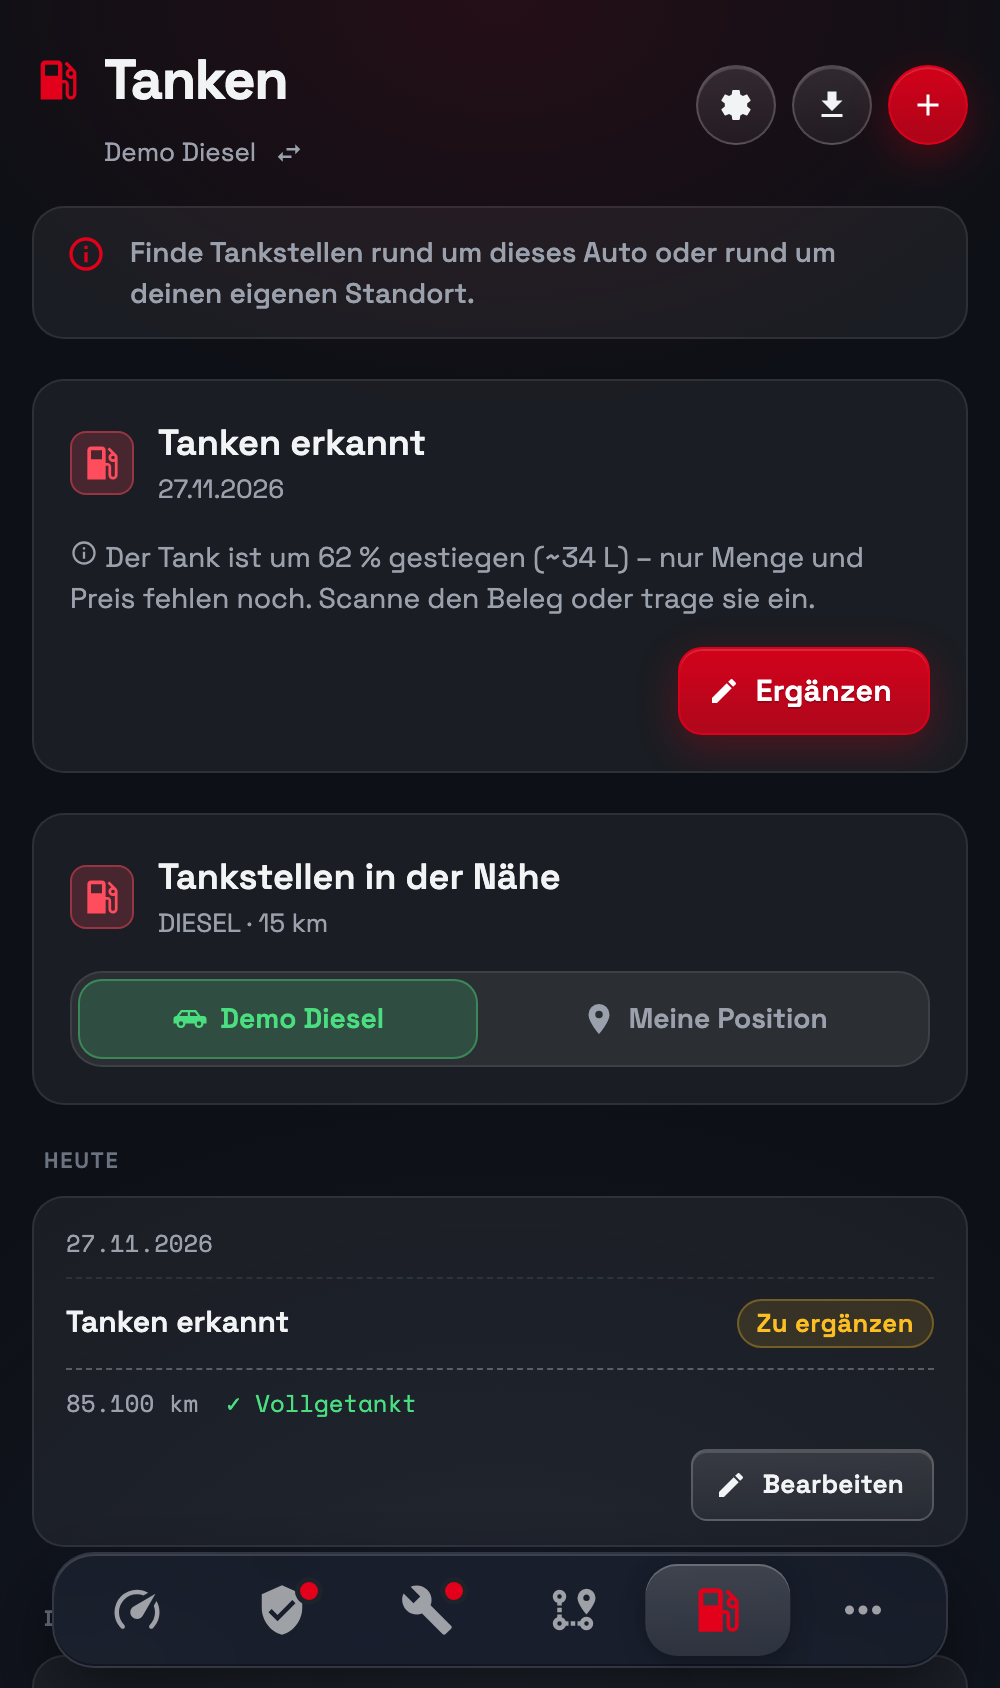 Tanken
Demo Diesel
Finde Tankstellen rund um dieses Auto oder rund um
deinen eigenen Standort.
Tanken erkannt
27.11.2026
Der Tank ist um 62 % gestiegen (~34 L) – nur Menge und
Preis fehlen noch. Scanne den Beleg oder trage sie ein.
Ergänzen
Tankstellen in der Nähe
DIESEL · 15 km
Demo Diesel
Meine Position
HEUTE
27.11.2026
Tanken erkannt
Zu ergänzen
85.100 km ✓ Vollgetankt
Bearbeiten